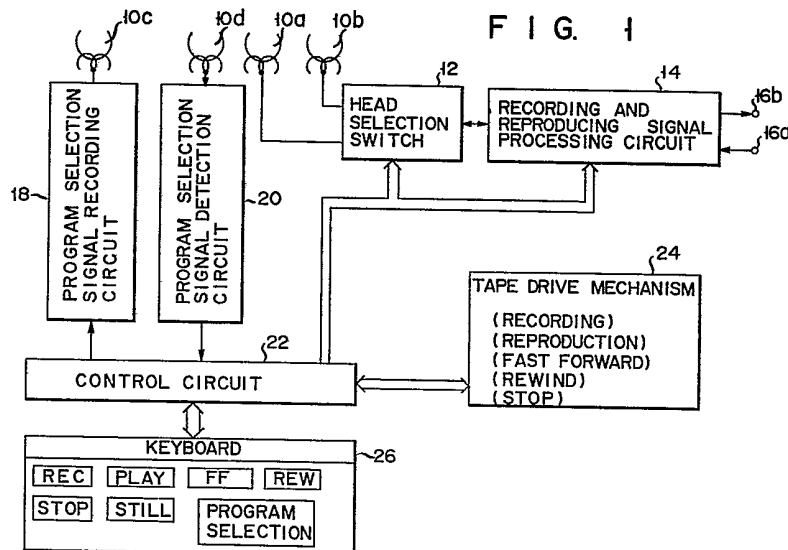 10c
10d
10a
10b
FIG. 1
12
HEAD
SELECTION
SWITCH
14
RECORDING AND
REPRODUCING SIGNAL
PROCESSING CIRCUIT
16b
16a
18
PROGRAM SELECTION
SIGNAL RECORDING
CIRCUIT
20
PROGRAM SELECTION
SIGNAL DETECTION
CIRCUIT
24
TAPE DRIVE MECHANISM
(RECORDING)
(REPRODUCTION)
(FAST FORWARD)
(REWIND)
(STOP)
22
CONTROL CIRCUIT
KEYBOARD
26
REC PLAY FF REW
STOP STILL PROGRAM
SELECTION